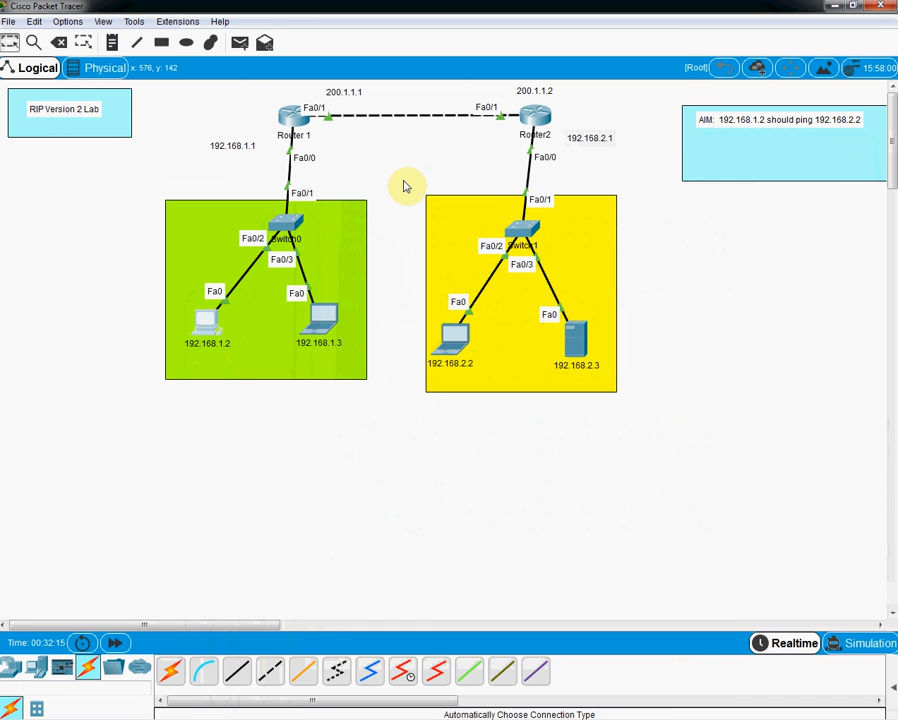 Cisco Packet Tracer
File Edit Options View Tools Extensions Help
Logical Physical x: 576, y: 142 [Root] 15:58:00
RIP Version 2 Lab
200.1.1.1
200.1.1.2
Fa0/1
Fa0/1
Router 1
Router2
AIM: 192.168.1.2 should ping 192.168.2.2
192.168.1.1
192.168.2.1
Fa0/0
Fa0/0
Fa0/1
Fa0/1
Switch0
Switch1
Fa0/2
Fa0/3
Fa0/2
Fa0/3
Fa0
Fa0
Fa0
Fa0
192.168.1.2
192.168.1.3
192.168.2.2
192.168.2.3
Time: 00:32:15
Realtime
Simulation
Automatically Choose Connection Type